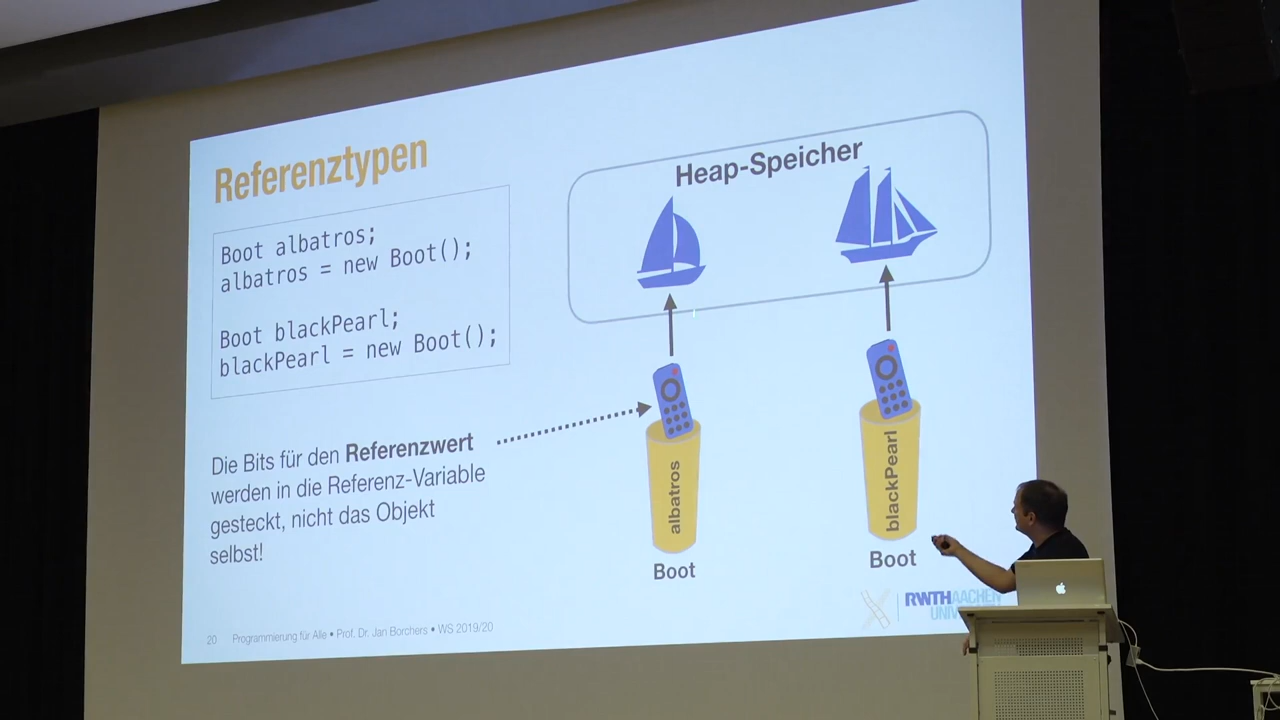 Referenztypen
Boot albatros;
albatros = new Boot();
Boot blackPearl;
blackPearl = new Boot();
Die Bits für den Referenzwert
werden in die Referenz-Variable
gesteckt, nicht das Objekt
selbst!
Heap-Speicher
albatros
Boot
blackPearl
Boot
20 Programmierung für Alle • Prof. Dr. Jan Borchers • WS 2019/20
RWTHAACHEN